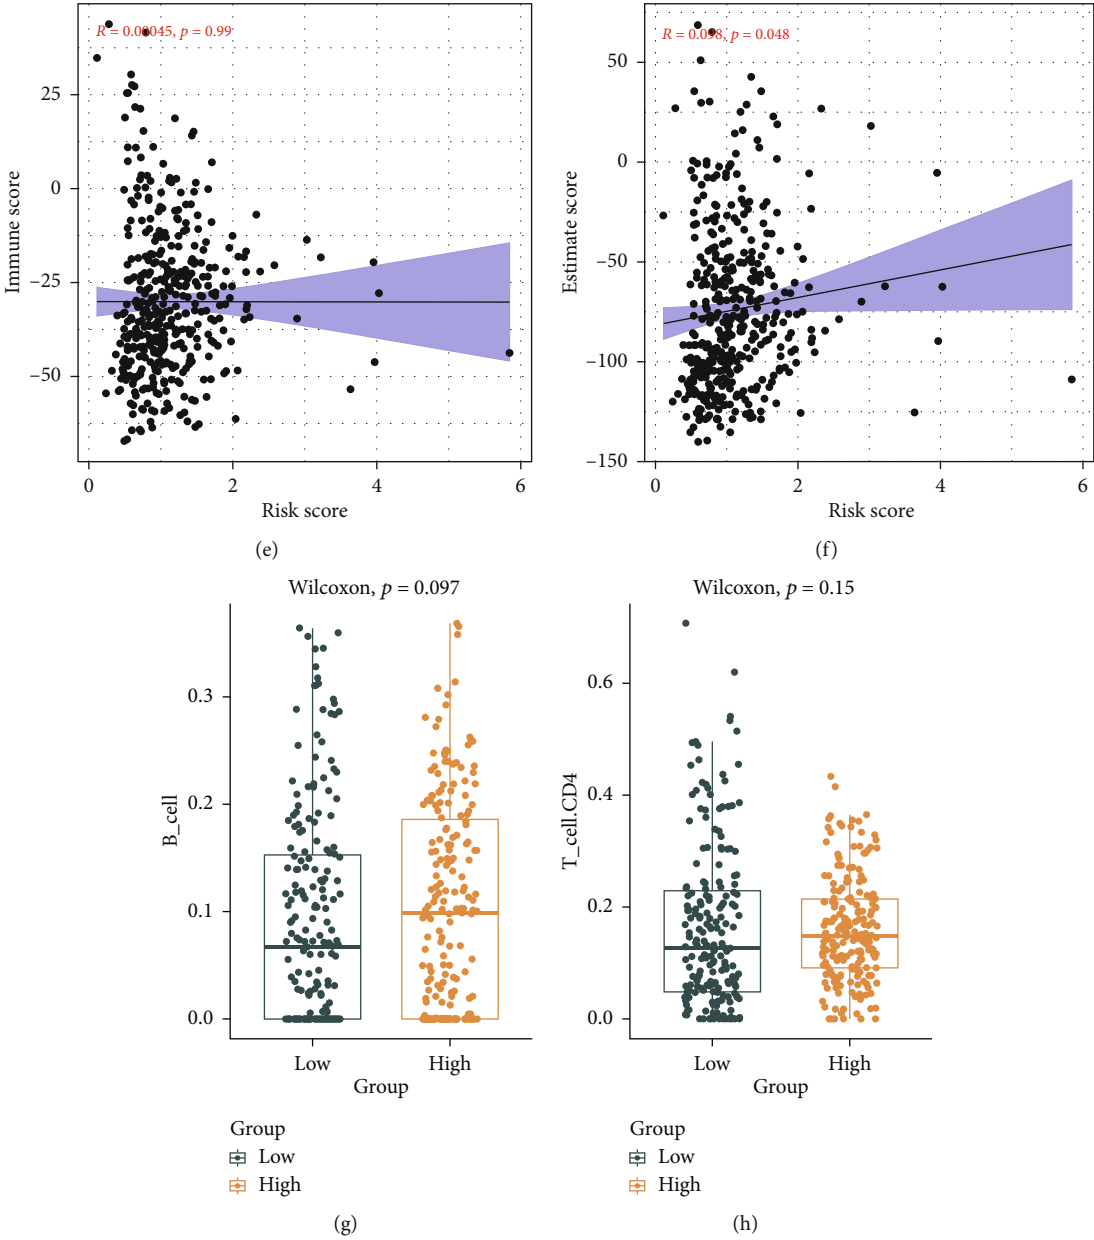 R = 0.00045, p = 0.99
25
0
−25
−50
Immune score
0
2
4
6
Risk score
(e)
R = 0.098, p = 0.048
50
0
−50
−100
−150
Estimate score
0
2
4
6
Risk score
(f)
Wilcoxon, p = 0.097
0.3
0.2
0.1
0.0
B_cell
Low
High
Group
Group
Low
High
(g)
Wilcoxon, p = 0.15
0.6
0.4
0.2
0.0
T_cell.CD4
Low
High
Group
Group
Low
High
(h)